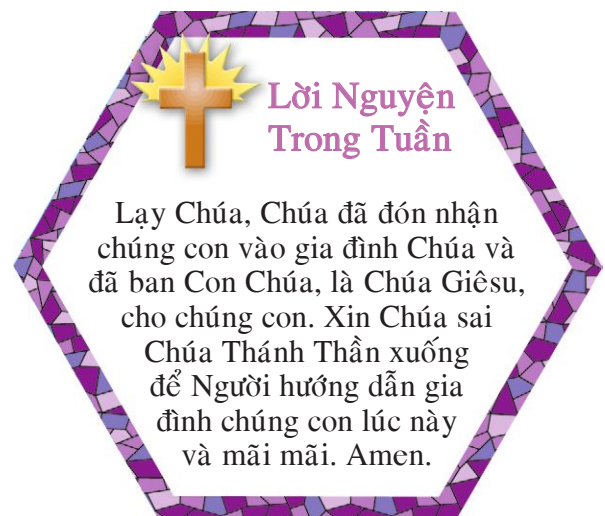 Lời Nguyện
Trong Tuần
Lạy Chúa, Chúa đã đón nhận
chúng con vào gia đình Chúa và
đã ban Con Chúa, là Chúa Giêsu,
cho chúng con. Xin Chúa sai
Chúa Thánh Thần xuống
để Người hướng dẫn gia
đình chúng con lúc này
và mãi mãi. Amen.